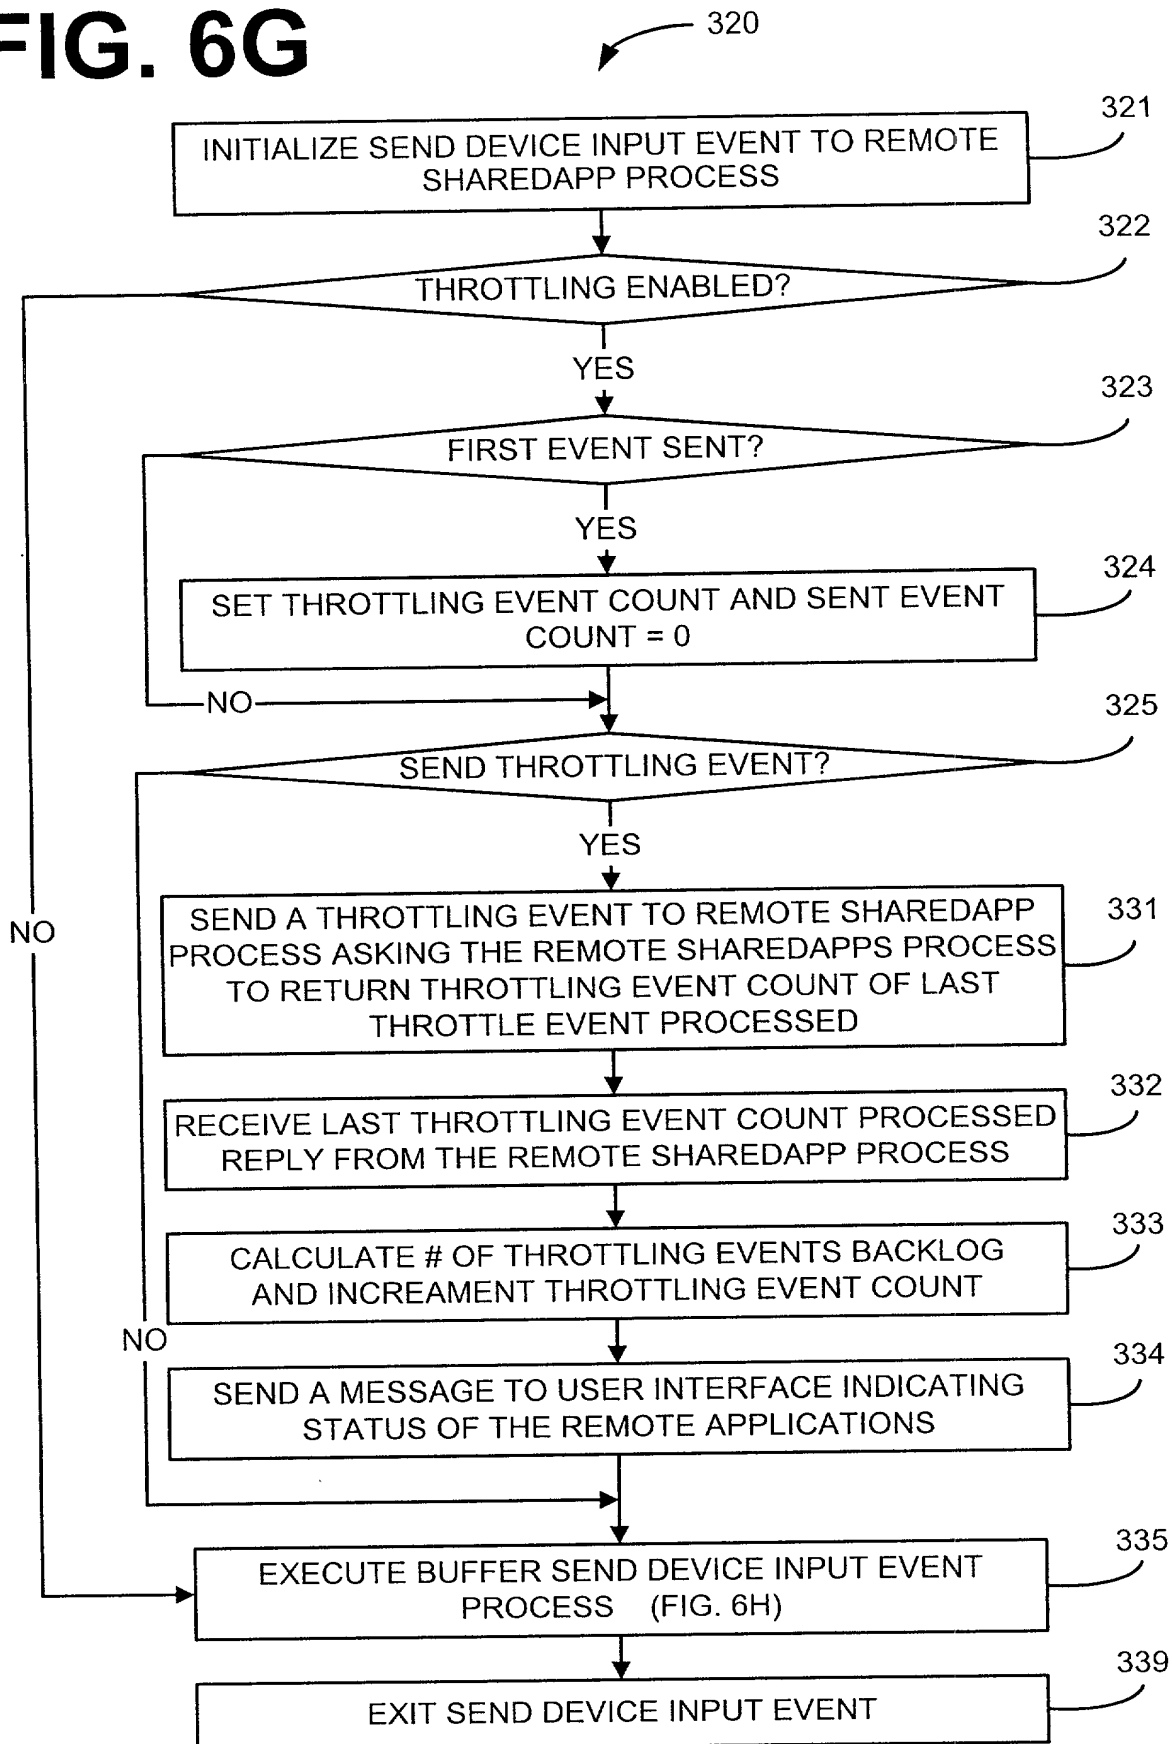 FIG. 6G
320
321
INITIALIZE SEND DEVICE INPUT EVENT TO REMOTE
SHAREDAPP PROCESS
322
THROTTLING ENABLED?
YES
323
FIRST EVENT SENT?
YES
324
SET THROTTLING EVENT COUNT AND SENT EVENT
COUNT = 0
NO
325
SEND THROTTLING EVENT?
YES
331
SEND A THROTTLING EVENT TO REMOTE SHAREDAPP
PROCESS ASKING THE REMOTE SHAREDAPPS PROCESS
TO RETURN THROTTLING EVENT COUNT OF LAST
THROTTLE EVENT PROCESSED
NO
332
RECEIVE LAST THROTTLING EVENT COUNT PROCESSED
REPLY FROM THE REMOTE SHAREDAPP PROCESS
333
CALCULATE # OF THROTTLING EVENTS BACKLOG
AND INCREAMENT THROTTLING EVENT COUNT
NO
334
SEND A MESSAGE TO USER INTERFACE INDICATING
STATUS OF THE REMOTE APPLICATIONS
335
EXECUTE BUFFER SEND DEVICE INPUT EVENT
PROCESS (FIG. 6H)
339
EXIT SEND DEVICE INPUT EVENT